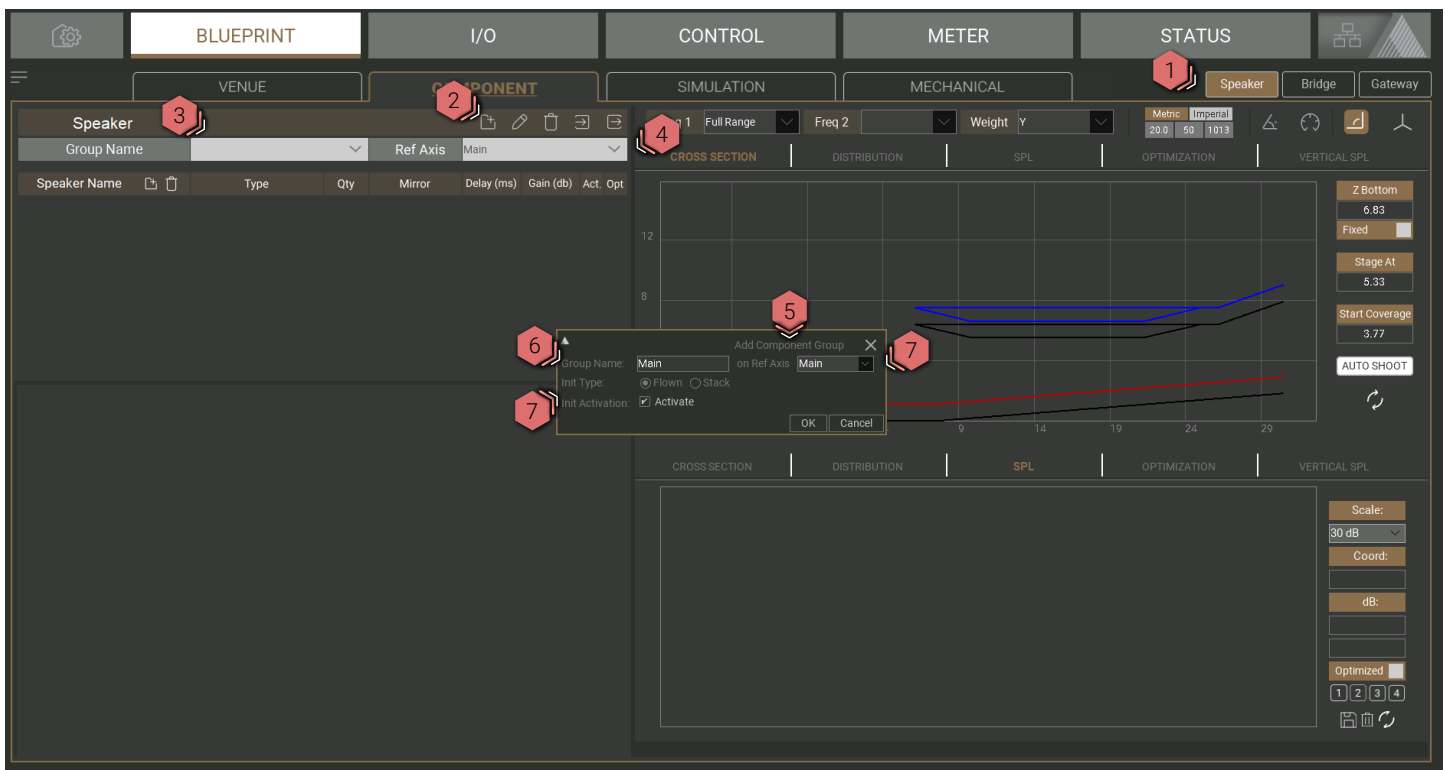 BLUEPRINT I/O CONTROL METER STATUS
1
VENUE COMPONENT SIMULATION MECHANICAL Speaker Bridge Gateway
2
3
4
Speaker
Group Name Ref Axis Main
Speaker Name Type Qty Mirror Delay (ms) Gain (db) Act. Opt
1 Full Range Freq 2 Weight Y Metric Imperial
20.0 50 1013
CROSS SECTION DISTRIBUTION SPL OPTIMIZATION VERTICAL SPL
12
8
9 14 19 24 29
Z Bottom
6.83
Fixed
Stage At
5.33
Start Coverage
3.77
AUTO SHOOT
5
6
7
7
Add Component Group
Group Name: Main on Ref Axis Main
Init Type: Flown Stack
Init Activation: Activate
OK Cancel
CROSS SECTION DISTRIBUTION SPL OPTIMIZATION VERTICAL SPL
Scale:
30 dB
Coord:
dB:
Optimized
1 2 3 4